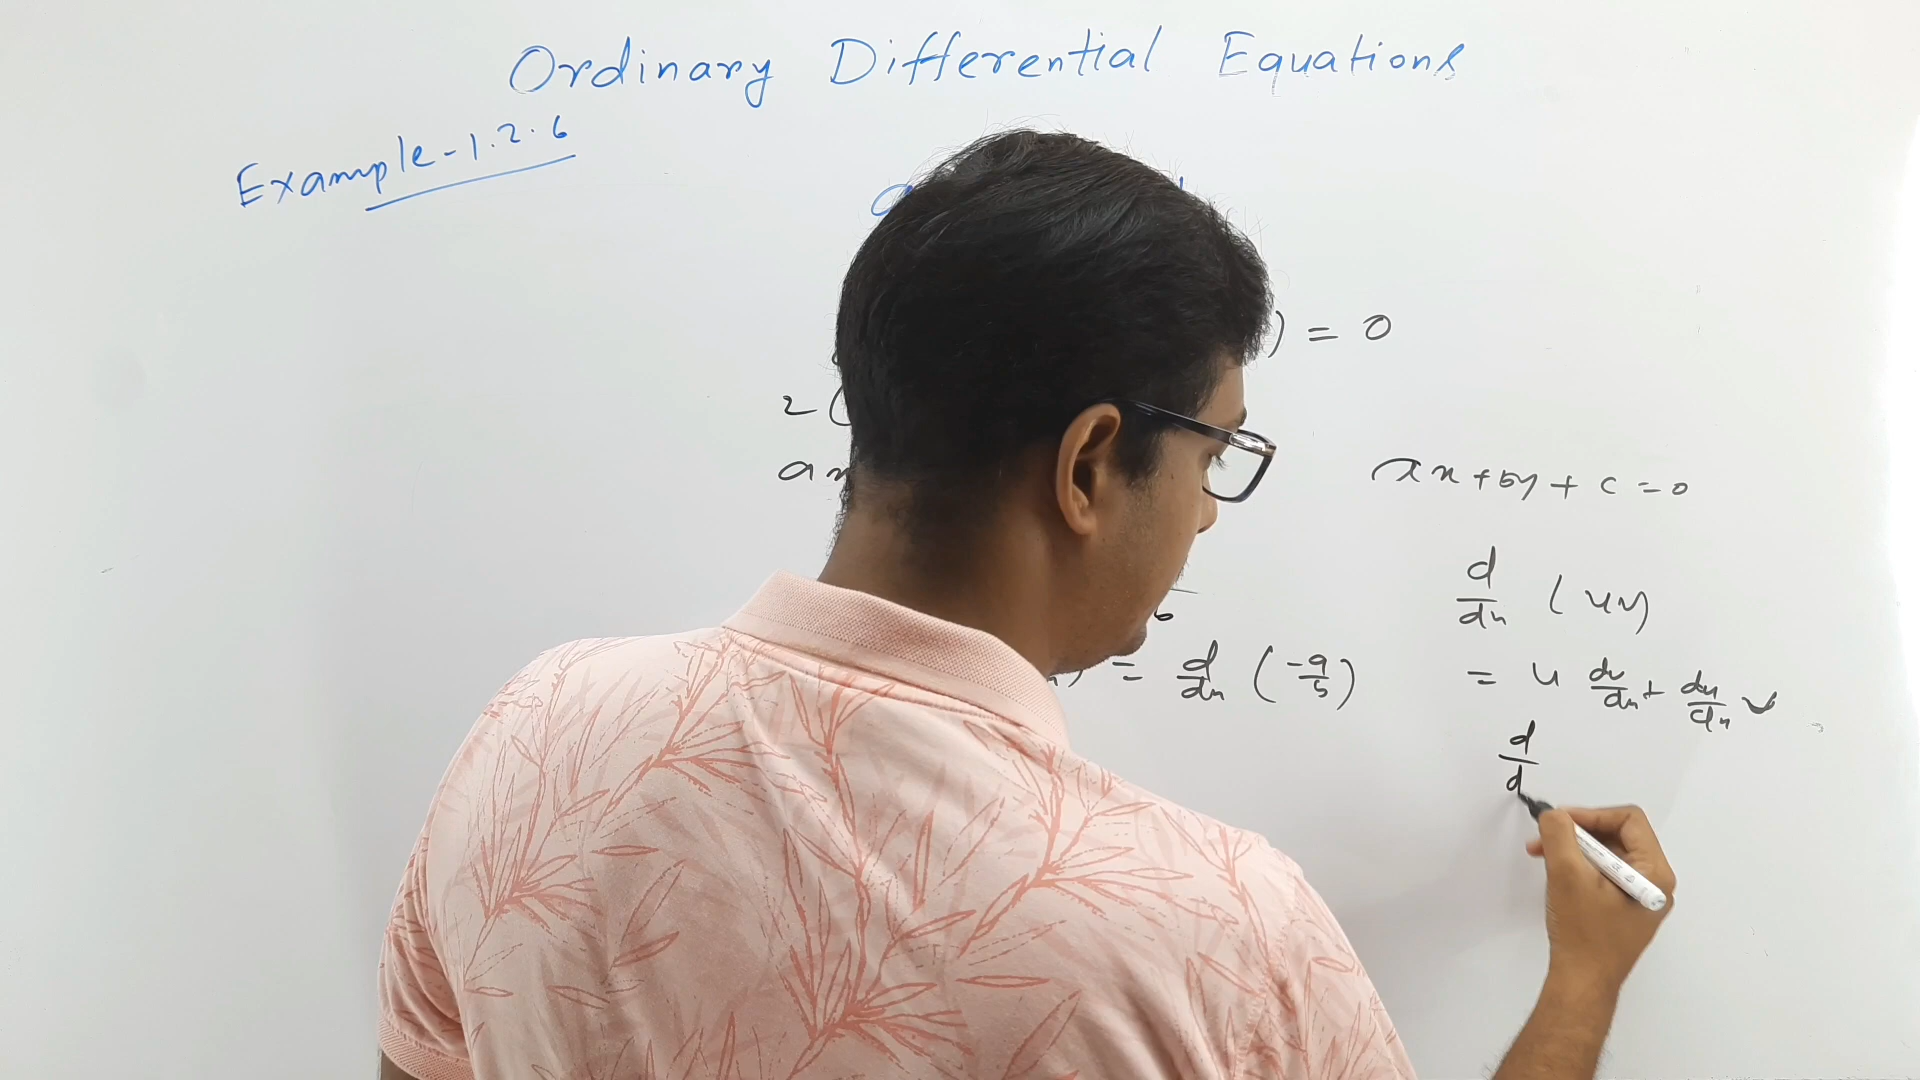 Ordinary Differential Equations
Example-1.2.6
) = 0
2 (
ax
ax + by + c = 0
d/dx (uv)
= d/dx (-a/b)
= u dv/dx + du/dx v
d/d